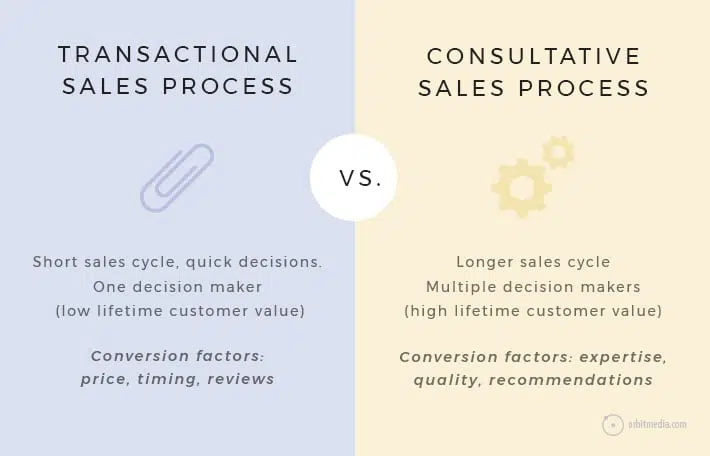 TRANSACTIONAL
SALES PROCESS
Short sales cycle, quick decisions.
One decision maker
(low lifetime customer value)
Conversion factors:
price, timing, reviews
VS.
CONSULTATIVE
SALES PROCESS
Longer sales cycle
Multiple decision makers
(high lifetime customer value)
Conversion factors: expertise,
quality, recommendations
orbitmedia.com